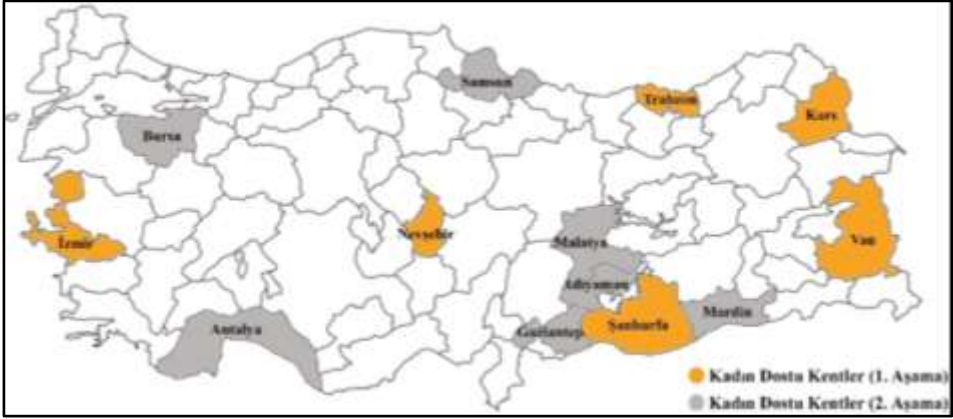 Samsun
Trabzon
Kars
Bursa
İzmir
Nevşehir
Malatya
Van
Adıyaman
Antalya
Gaziantep
Şanlıurfa
Mardin
Kadın Dostu Kentler (1. Aşama)
Kadın Dostu Kentler (2. Aşama)